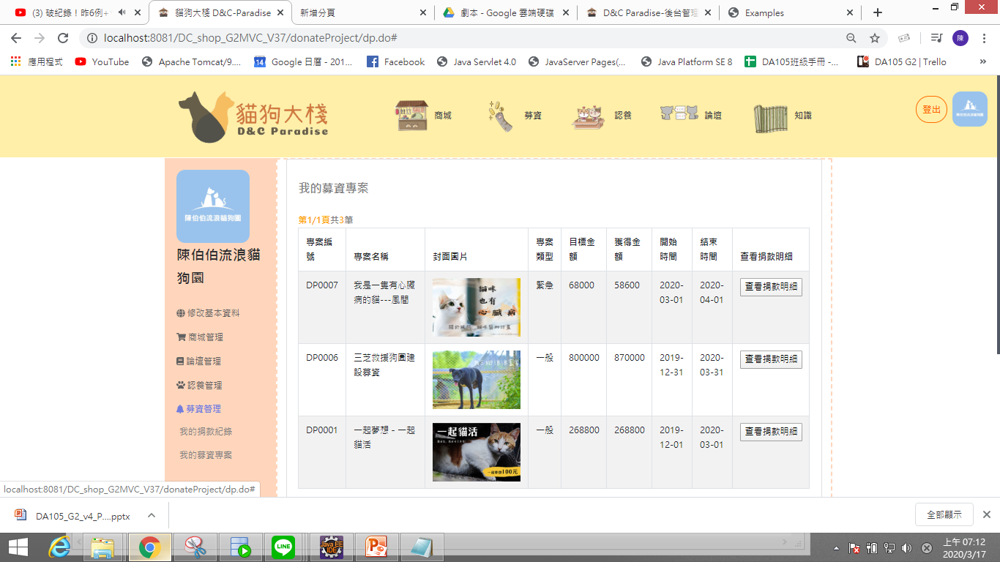 (3) 破紀錄！昨6例+
貓狗大棧 D&C-Paradise
新增分頁
劇本 - Google 雲端硬碟
D&C Paradise-後台管理
Examples
localhost:8081/DC_shop_G2MVC_V37/donateProject/dp.do#
陳
應用程式
YouTube
Apache Tomcat/9....
Google 日曆 - 201...
Facebook
Java Servlet 4.0
JavaServer Pages(...
Java Platform SE 8
DA105班級手冊 -...
DA105 G2 | Trello
貓狗大棧
D&C Paradise
商城
募資
認養
論壇
知識
登出
陳伯伯流浪貓狗園
陳伯伯流浪貓
狗園
修改基本資料
商城管理
論壇管理
認養管理
募資管理
我的捐款紀錄
我的募資專案
我的募資專案
第1/1頁共3筆
專案編
號
專案名稱
封面圖片
專案
類型
目標金
額
獲得金
額
開始
時間
結束
時間
查看捐款明細
DP0007
我是一隻有心臟
病的貓---風間
貓咪
也有
心臟病
緊急
68000
58600
2020-
03-01
2020-
04-01
查看捐款明細
DP0006
三芝救援狗園建
設募資
一般
800000
870000
2019-
12-31
2020-
03-31
查看捐款明細
DP0001
一起夢想 - 一起
貓活
一起貓活
一起夢想100元
一般
268800
268800
2019-
12-01
2020-
03-01
查看捐款明細
localhost:8081/DC_shop_G2MVC_V37/donateProject/dp.do#
DA105_G2_v4_P....pptx
全部顯示
LINE
Java EE
IDE
上午 07:12
2020/3/17